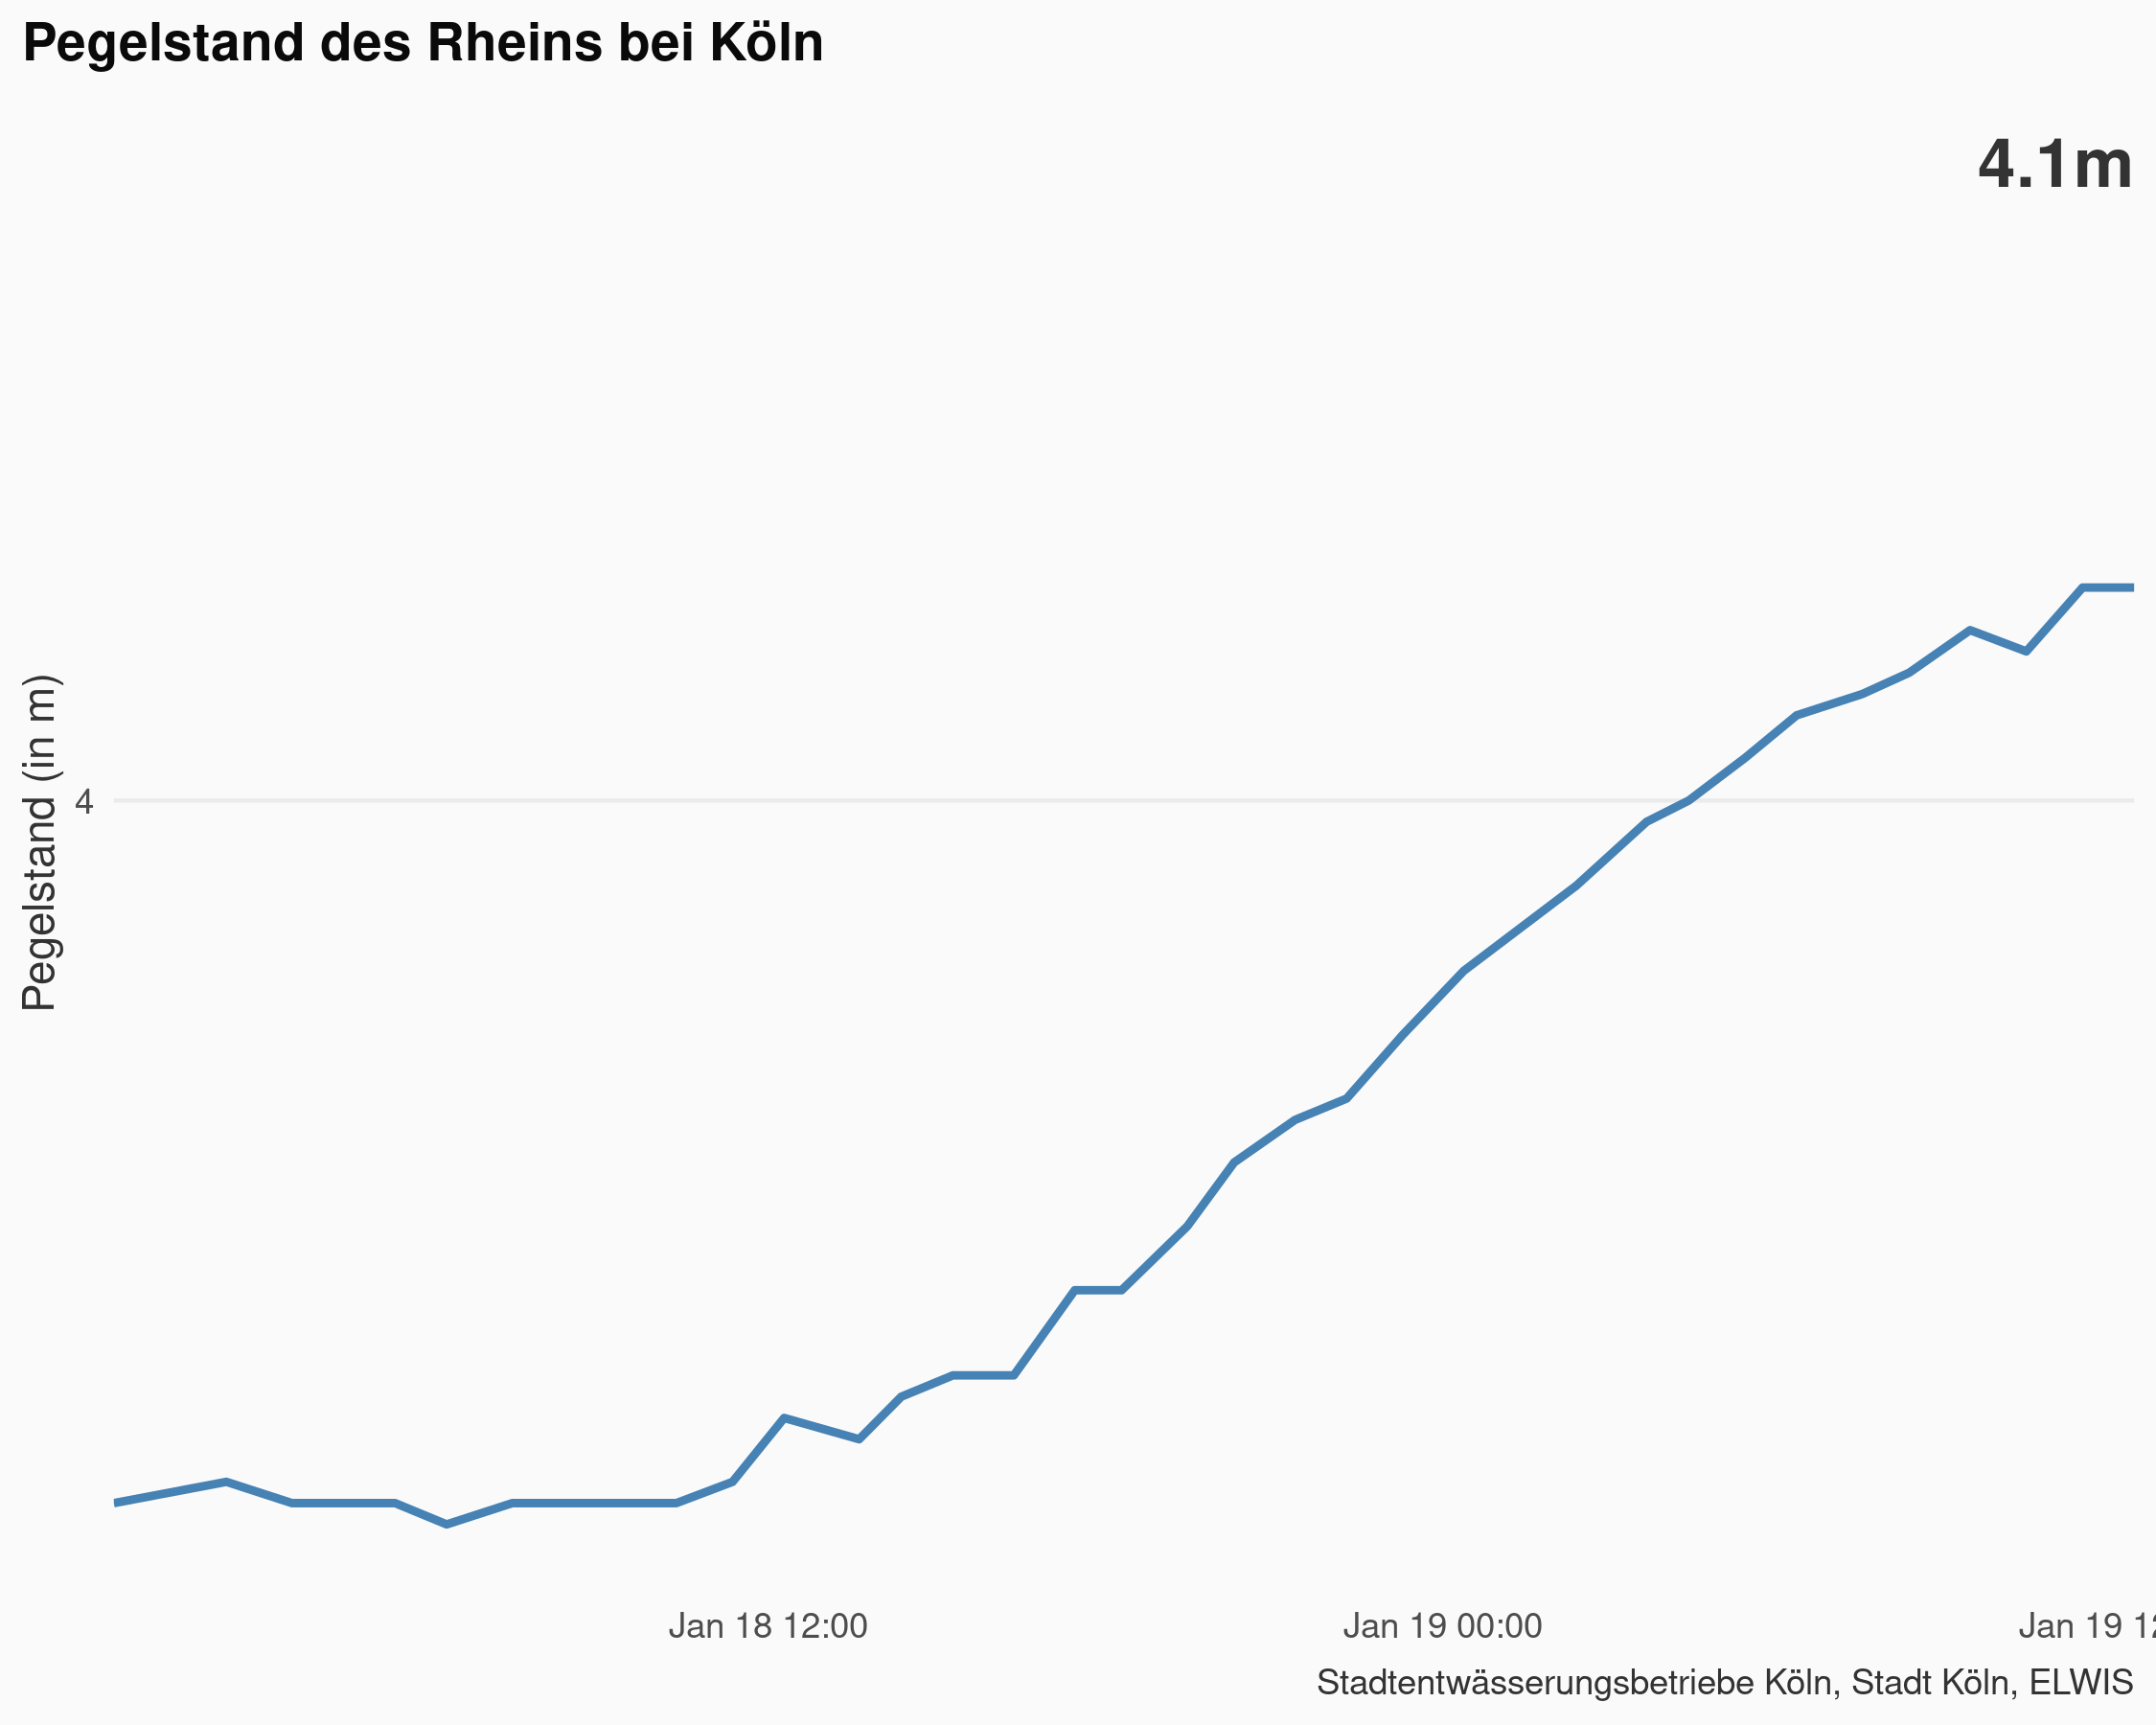 Pegelstand des Rheins bei Köln
4.1m
Pegelstand (in m)
4
Jan 18 12:00
Jan 19 00:00
Jan 19 12
Stadtentwässerungsbetriebe Köln, Stadt Köln, ELWIS